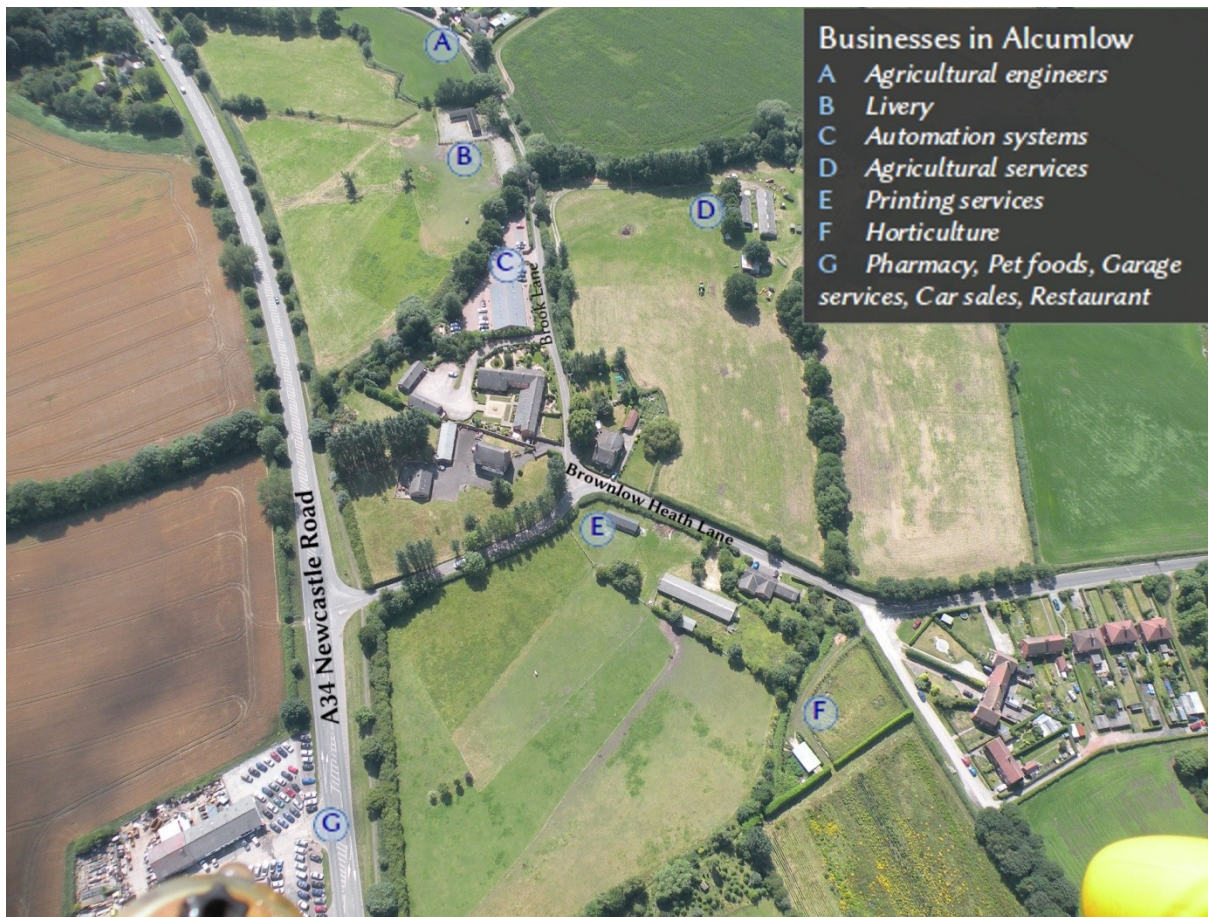 Businesses in Alcumlow
A Agricultural engineers
B Livery
C Automation systems
D Agricultural services
E Printing services
F Horticulture
G Pharmacy, Pet foods, Garage
services, Car sales, Restaurant
A
B
D
C
Brook Lane
Brownlow Heath Lane
E
A34 Newcastle Road
F
G